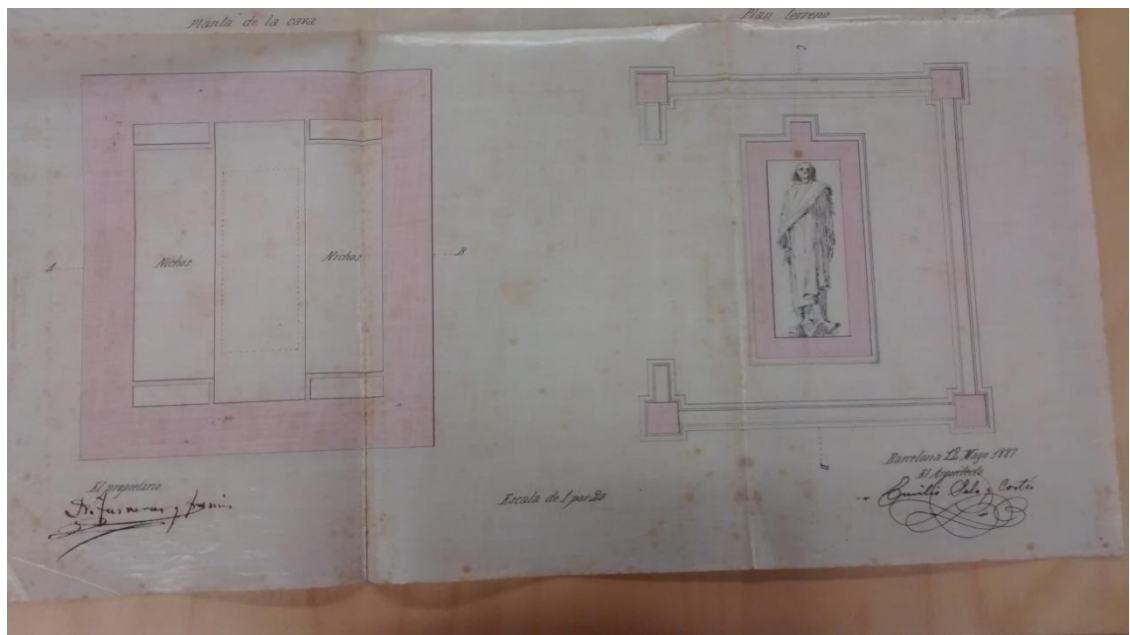 Planta de la cava
Plan terreno
A
Nichos
Nichos
B
El propietario
Escala de 1 por 20
Barcelona 12 Mayo 1887
El Arquitecto
Emilio Sala y Cortés